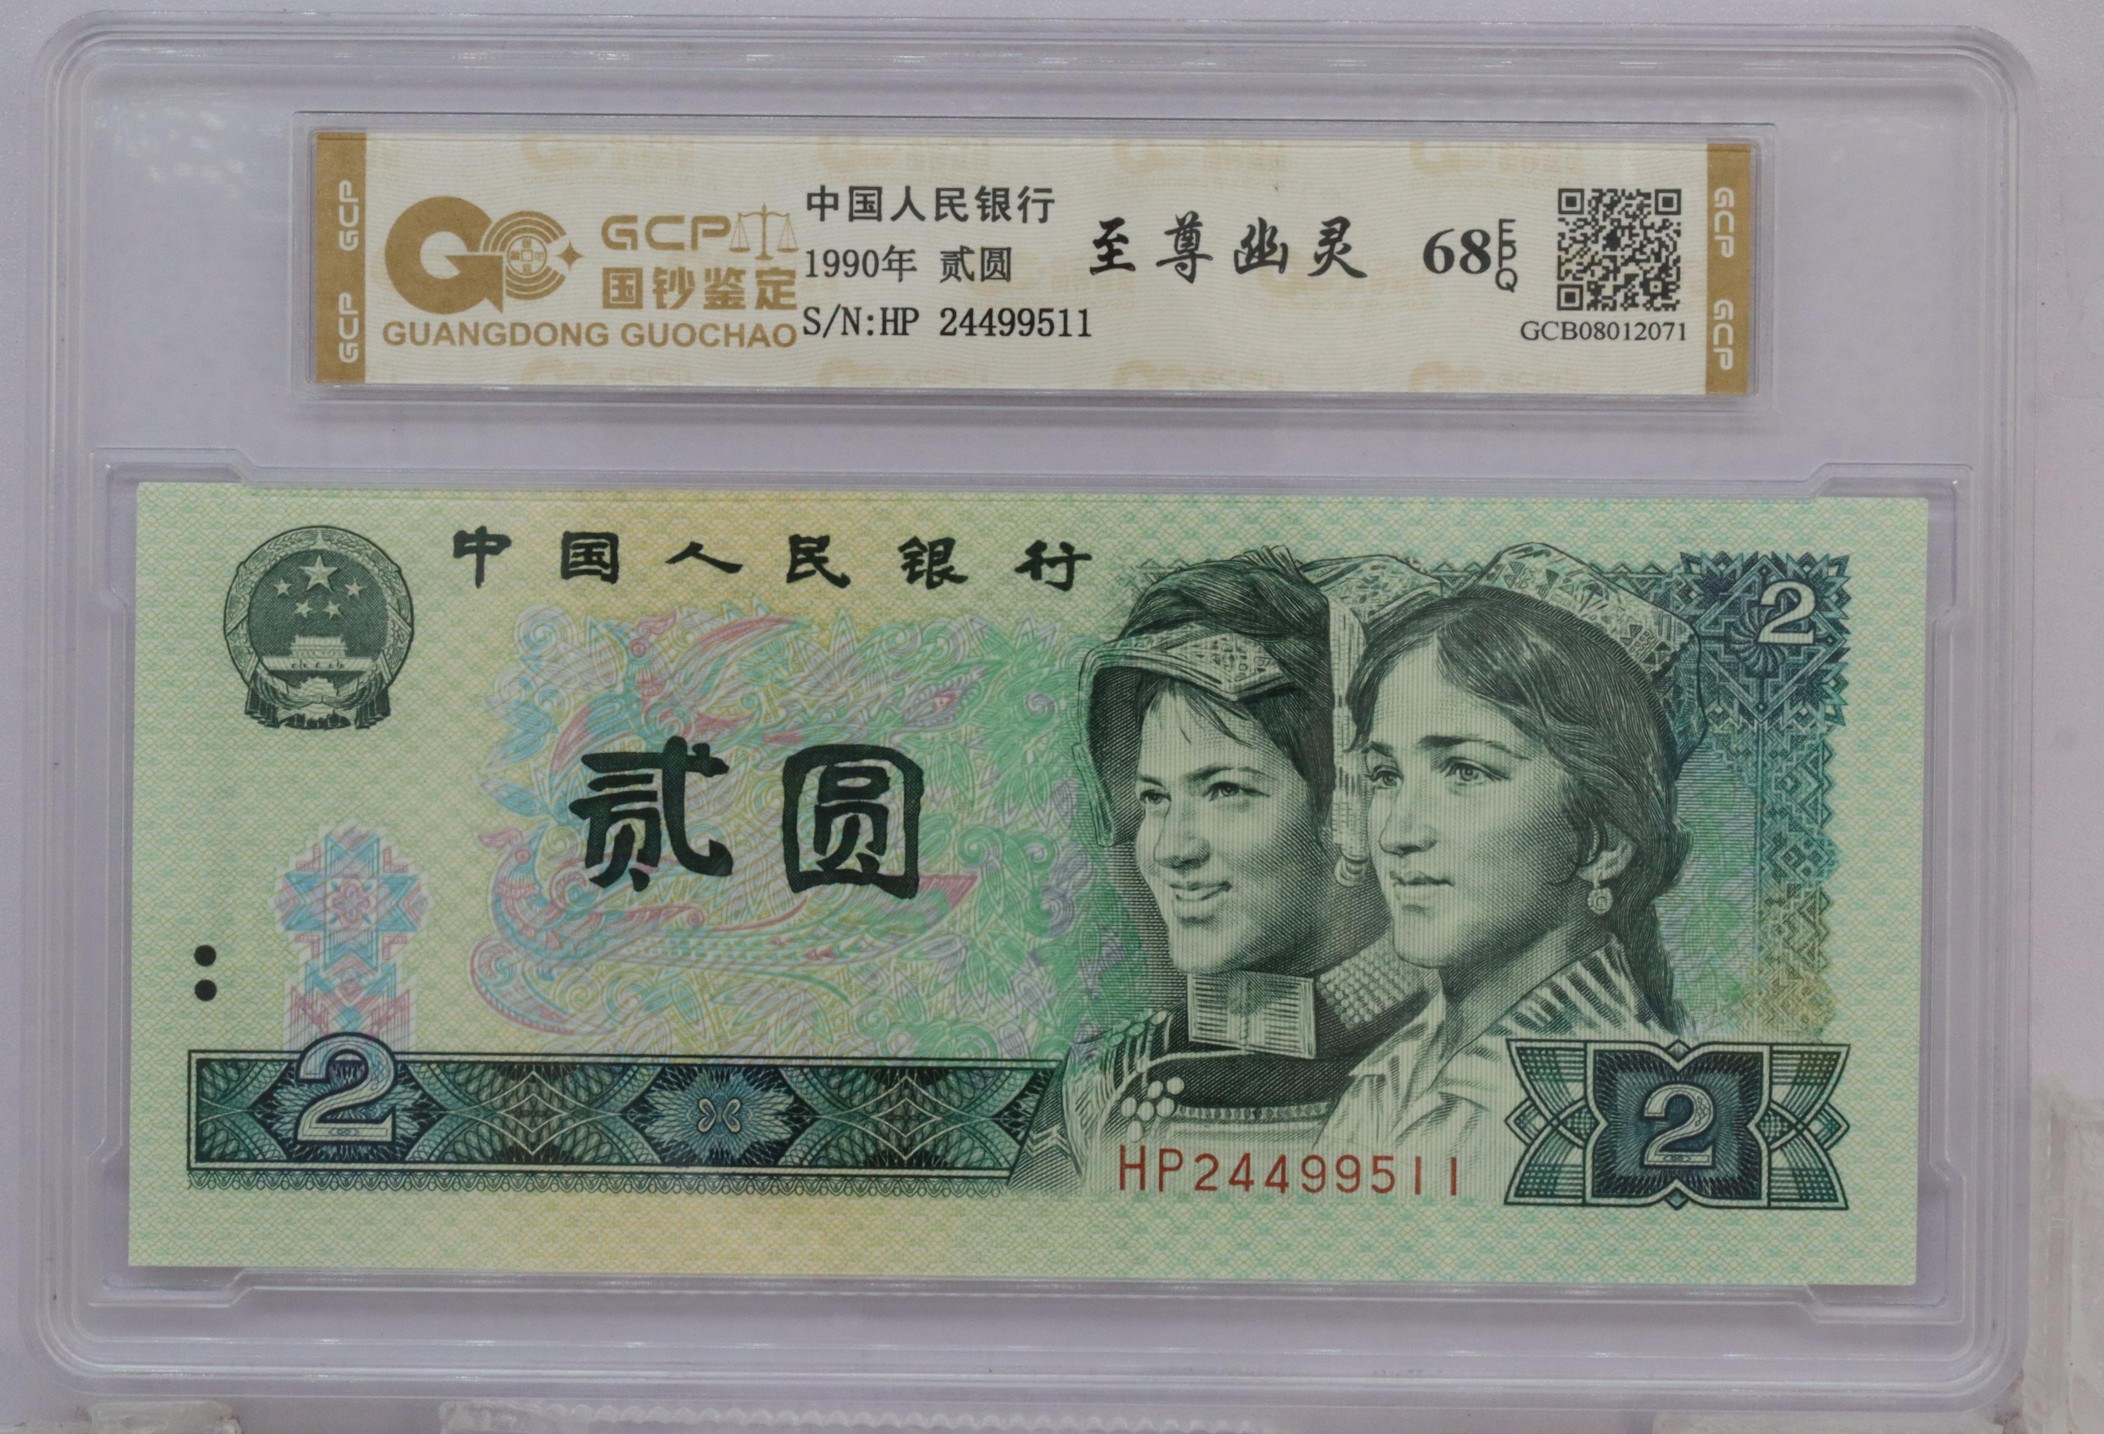 GCP
GCP
GCP
国钞鉴定
GUANGDONG GUOCHAO
中国人民银行
1990年 贰圆
S/N:HP 24499511
至尊幽灵
68 EPQ
GCB08012071
GCP
GCP
中国人民银行
2
贰圆
2
HP24499511
2